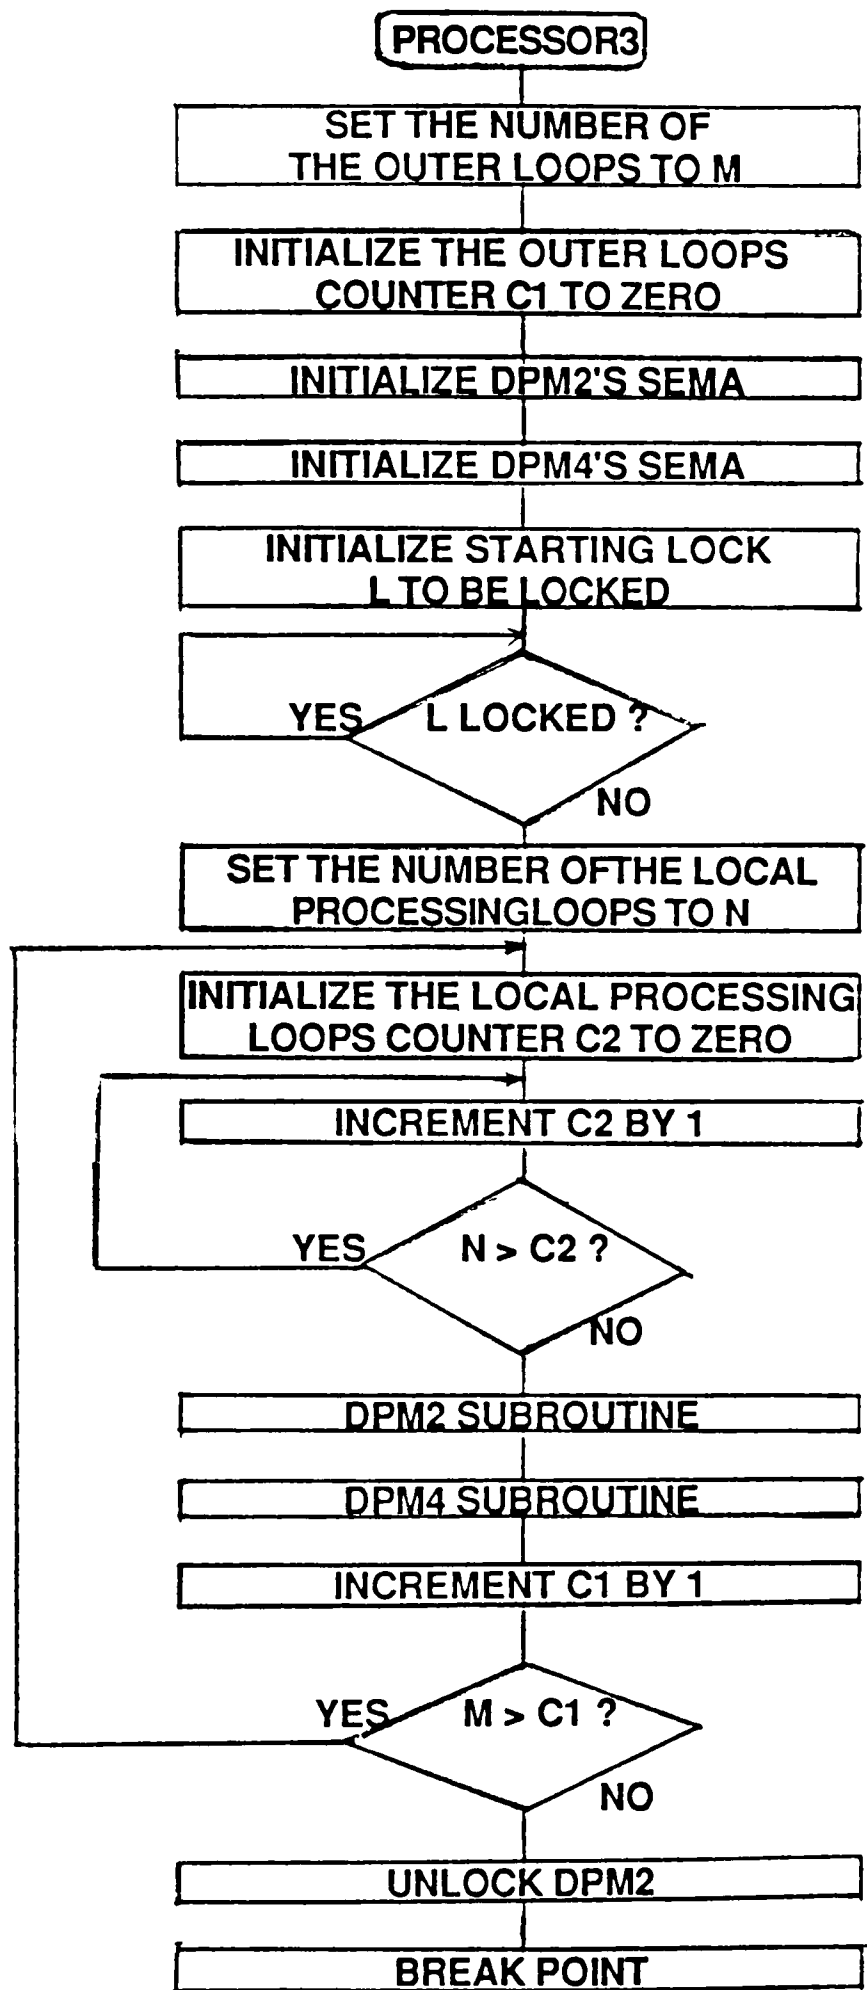 PROCESSOR3
SET THE NUMBER OF
THE OUTER LOOPS TO M
INITIALIZE THE OUTER LOOPS
COUNTER C1 TO ZERO
INITIALIZE DPM2'S SEMA
INITIALIZE DPM4'S SEMA
INITIALIZE STARTING LOCK
L TO BE LOCKED
YES
L LOCKED ?
NO
SET THE NUMBER OFTHE LOCAL
PROCESSINGLOOPS TO N
INITIALIZE THE LOCAL PROCESSING
LOOPS COUNTER C2 TO ZERO
INCREMENT C2 BY 1
YES
N > C2 ?
NO
DPM2 SUBROUTINE
DPM4 SUBROUTINE
INCREMENT C1 BY 1
YES
M > C1 ?
NO
UNLOCK DPM2
BREAK POINT